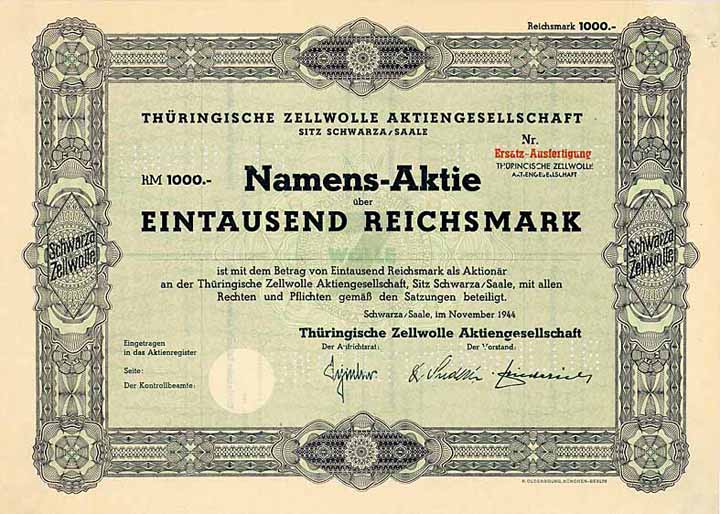 Reichsmark 1000.-
THÜRINGISCHE ZELLWOLLE AKTIENGESELLSCHAFT
SITZ SCHWARZA/SAALE
Nr.
Ersatz-Ausfertigung
THÜRINGISCHE ZELLWOLLE
AKTIENGESELLSCHAFT
RM 1000.-
Namens-Aktie
über
EINTAUSEND REICHSMARK
Schwarza
Zellwolle
Schwarza
Zellwolle
ist mit dem Betrag von Eintausend Reichsmark als Aktionär
an der Thüringische Zellwolle Aktiengesellschaft, Sitz Schwarza/Saale, mit allen
Rechten und Pflichten gemäß den Satzungen beteiligt.
Schwarza/Saale, im November 1944
Thüringische Zellwolle Aktiengesellschaft
Der Aufsichtsrat:
Der Vorstand:
Eingetragen
in das Aktienregister
Seite:
Der Kontrollbeamte:
R. OLDENBOURG, MÜNCHEN-BERLIN